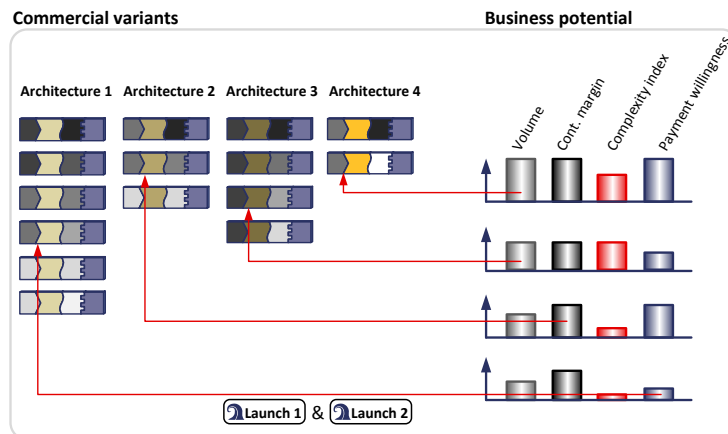 Commercial variants
Business potential
Architecture 1
Architecture 2
Architecture 3
Architecture 4
Volume
Cont. margin
Complexity index
Payment willingness
Launch 1 & Launch 2